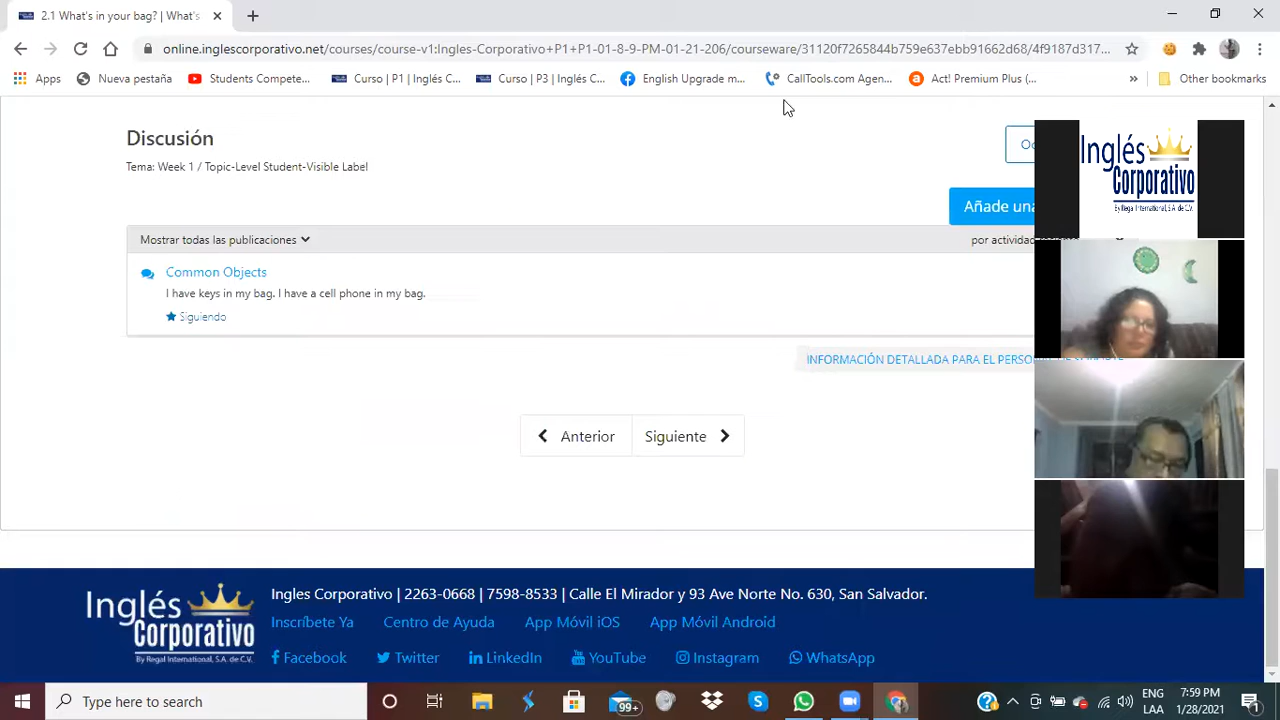 2.1 What's in your bag? | What's
online.inglescorporativo.net/courses/course-v1:Ingles-Corporativo+P1+P1-01-8-9-PM-01-21-206/courseware/31120f7265844b759e637ebb91662d68/4f9187d317...
Apps Nueva pestaña Students Compete... Curso | P1 | Inglés C... Curso | P3 | Inglés C... English Upgrade m... CallTools.com Agen... Act! Premium Plus (... » Other bookmarks
Discusión
Tema: Week 1 / Topic-Level Student-Visible Label
Añade una
Mostrar todas las publicaciones
por actividad
Common Objects
I have keys in my bag. I have a cell phone in my bag.
Siguiendo
INFORMACIÓN DETALLADA PARA EL
Anterior Siguiente
Inglés
Corporativo
By Regal International, S.A. de C.V.
Inglés
Corporativo
By Regal International, S.A. de C.V.
Ingles Corporativo | 2263-0668 | 7598-8533 | Calle El Mirador y 93 Ave Norte No. 630, San Salvador.
Inscríbete Ya Centro de Ayuda App Móvil iOS App Móvil Android
Facebook Twitter LinkedIn YouTube Instagram WhatsApp
Type here to search
99+
ENG
LAA
7:59 PM
1/28/2021
1